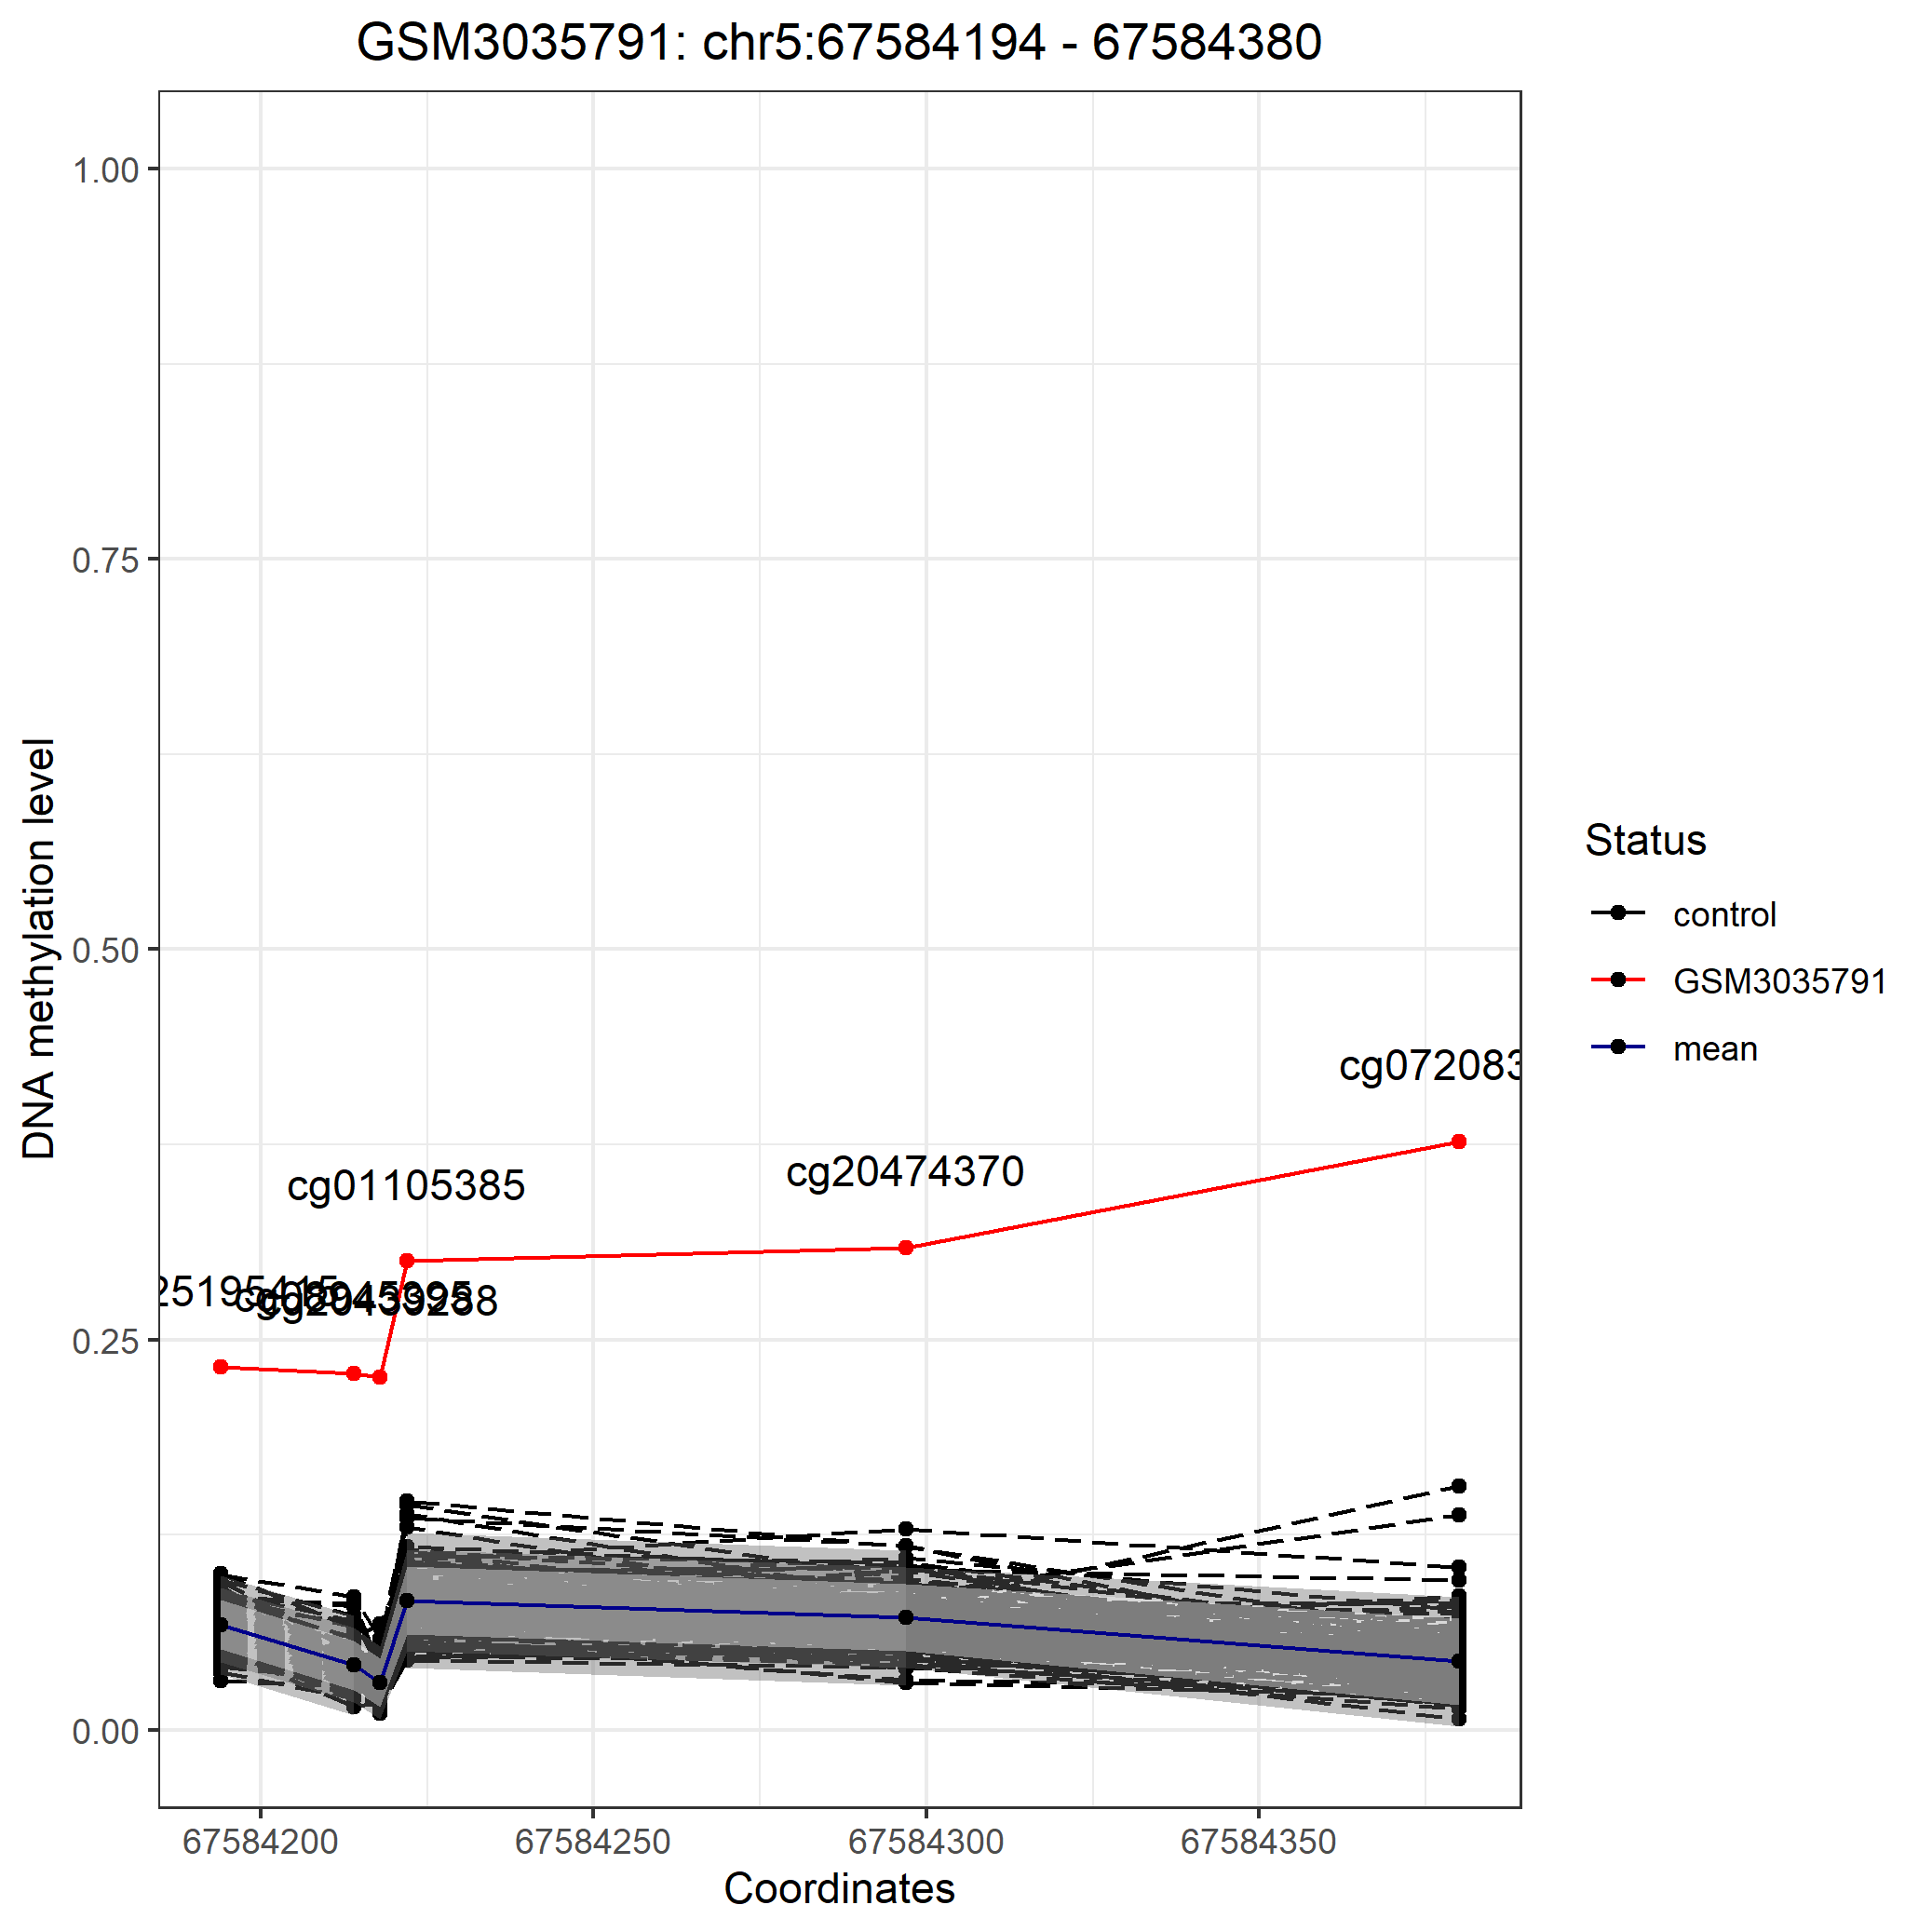 GSM3035791: chr5:67584194 - 67584380
1.00
0.75
0.50
0.25
0.00
DNA methylation level
cg072083
cg20474370
cg01105385
67584200
67584250
67584300
67584350
Coordinates
Status
control
GSM3035791
mean